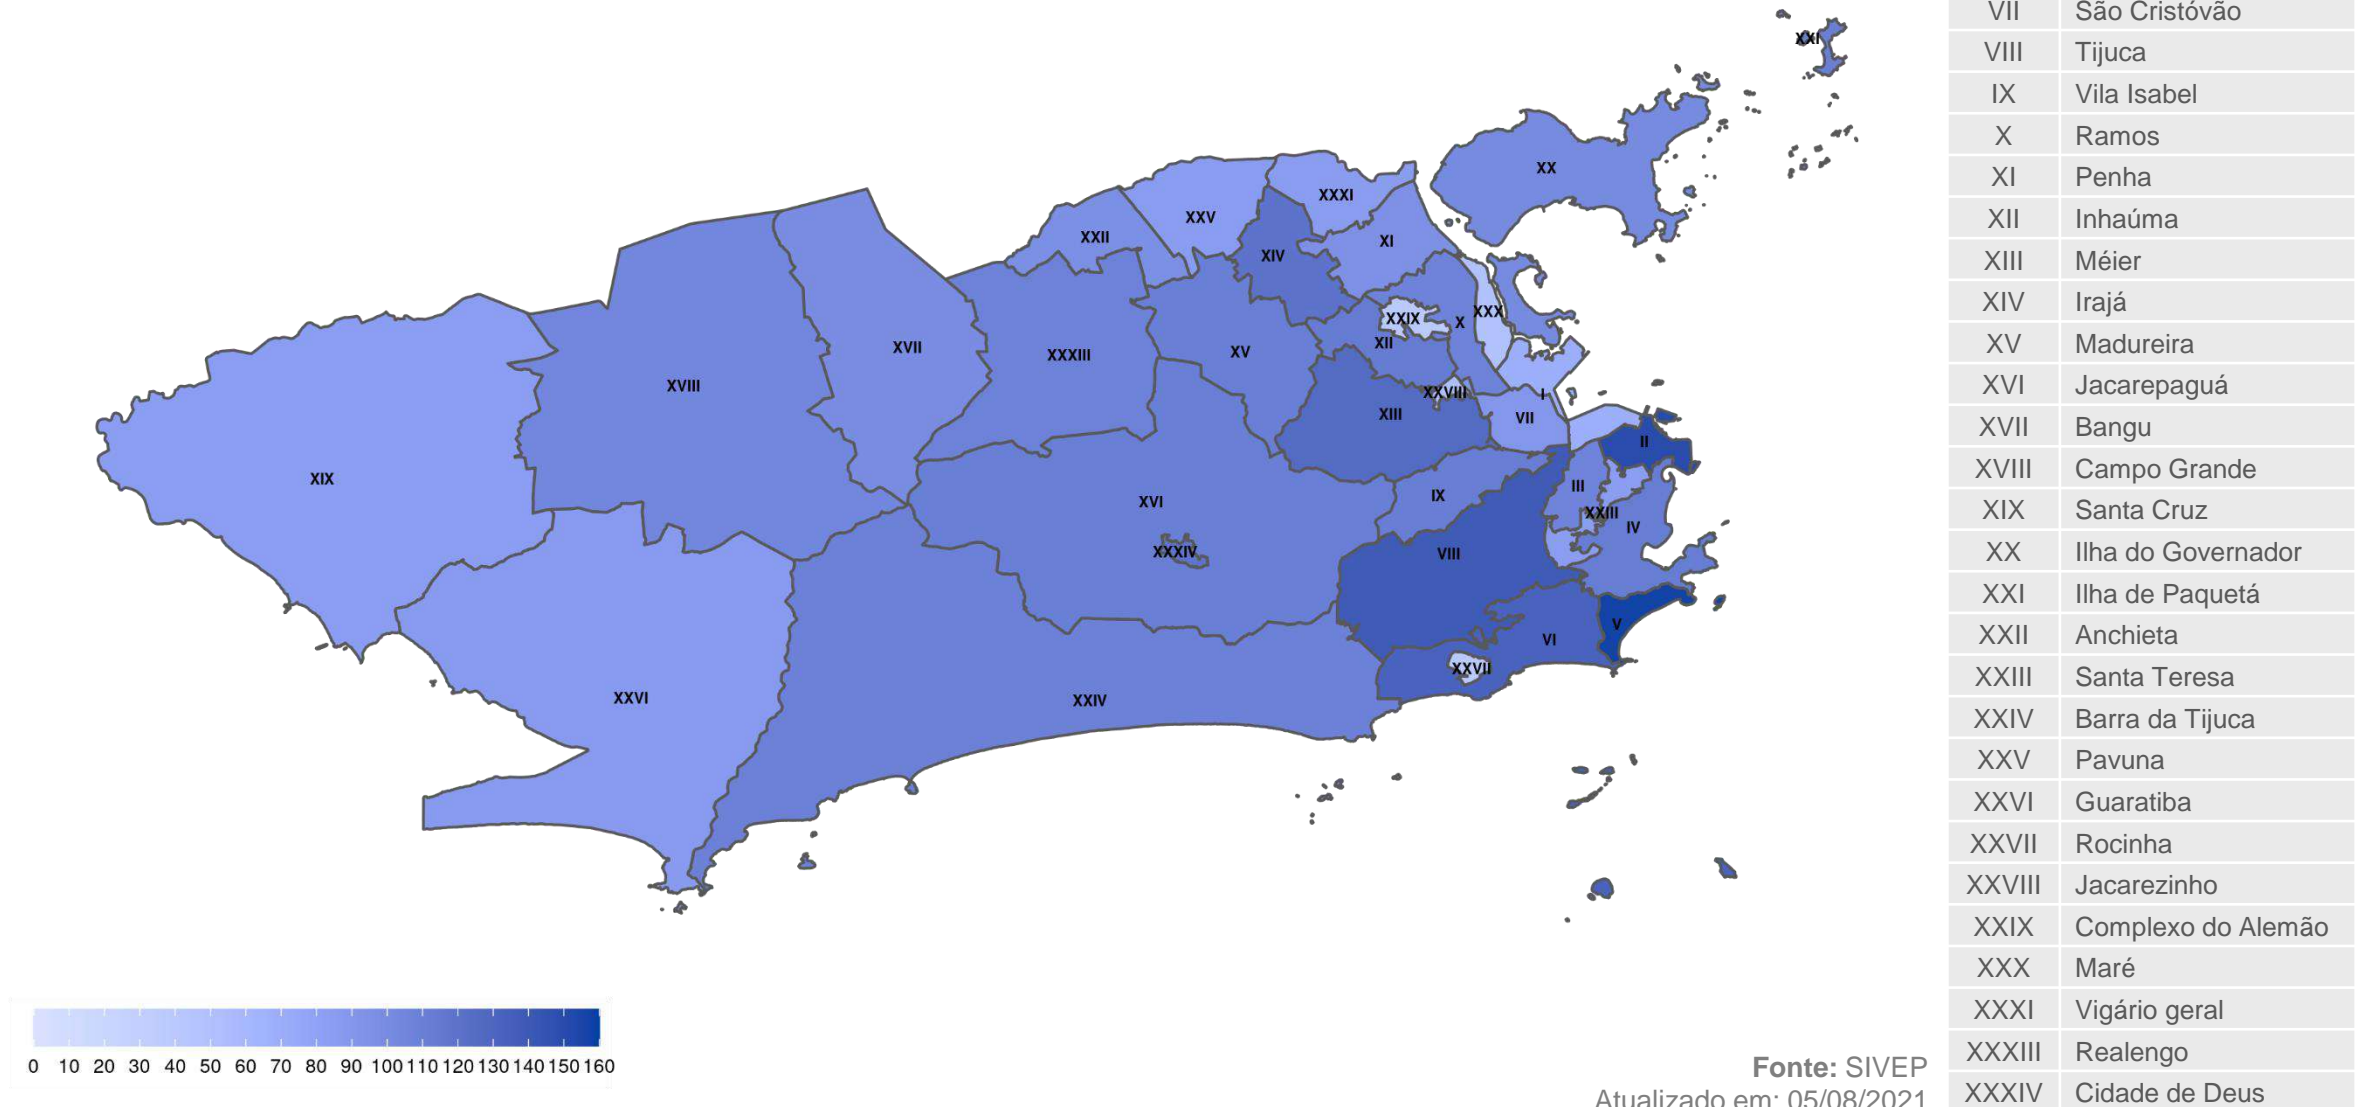 XXI
XX
XXXI
XXV
XXII
XI
XIV
XXX
XXIX
X
XII
XVII
XXXIII
XV
XVIII
XXVIII
I
XIII
VII
II
XIX
III
IX
XVI
XXIII
IV
XXXIV
VIII
V
VI
XXVII
XXVI
XXIV
0 10 20 30 40 50 60 70 80 90 100 110 120 130 140 150 160
Fonte: SIVEP
Atualizado em: 05/08/2021
VII São Cristóvão
VIII Tijuca
IX Vila Isabel
X Ramos
XI Penha
XII Inhaúma
XIII Méier
XIV Irajá
XV Madureira
XVI Jacarepaguá
XVII Bangu
XVIII Campo Grande
XIX Santa Cruz
XX Ilha do Governador
XXI Ilha de Paquetá
XXII Anchieta
XXIII Santa Teresa
XXIV Barra da Tijuca
XXV Pavuna
XXVI Guaratiba
XXVII Rocinha
XXVIII Jacarezinho
XXIX Complexo do Alemão
XXX Maré
XXXI Vigário geral
XXXIII Realengo
XXXIV Cidade de Deus